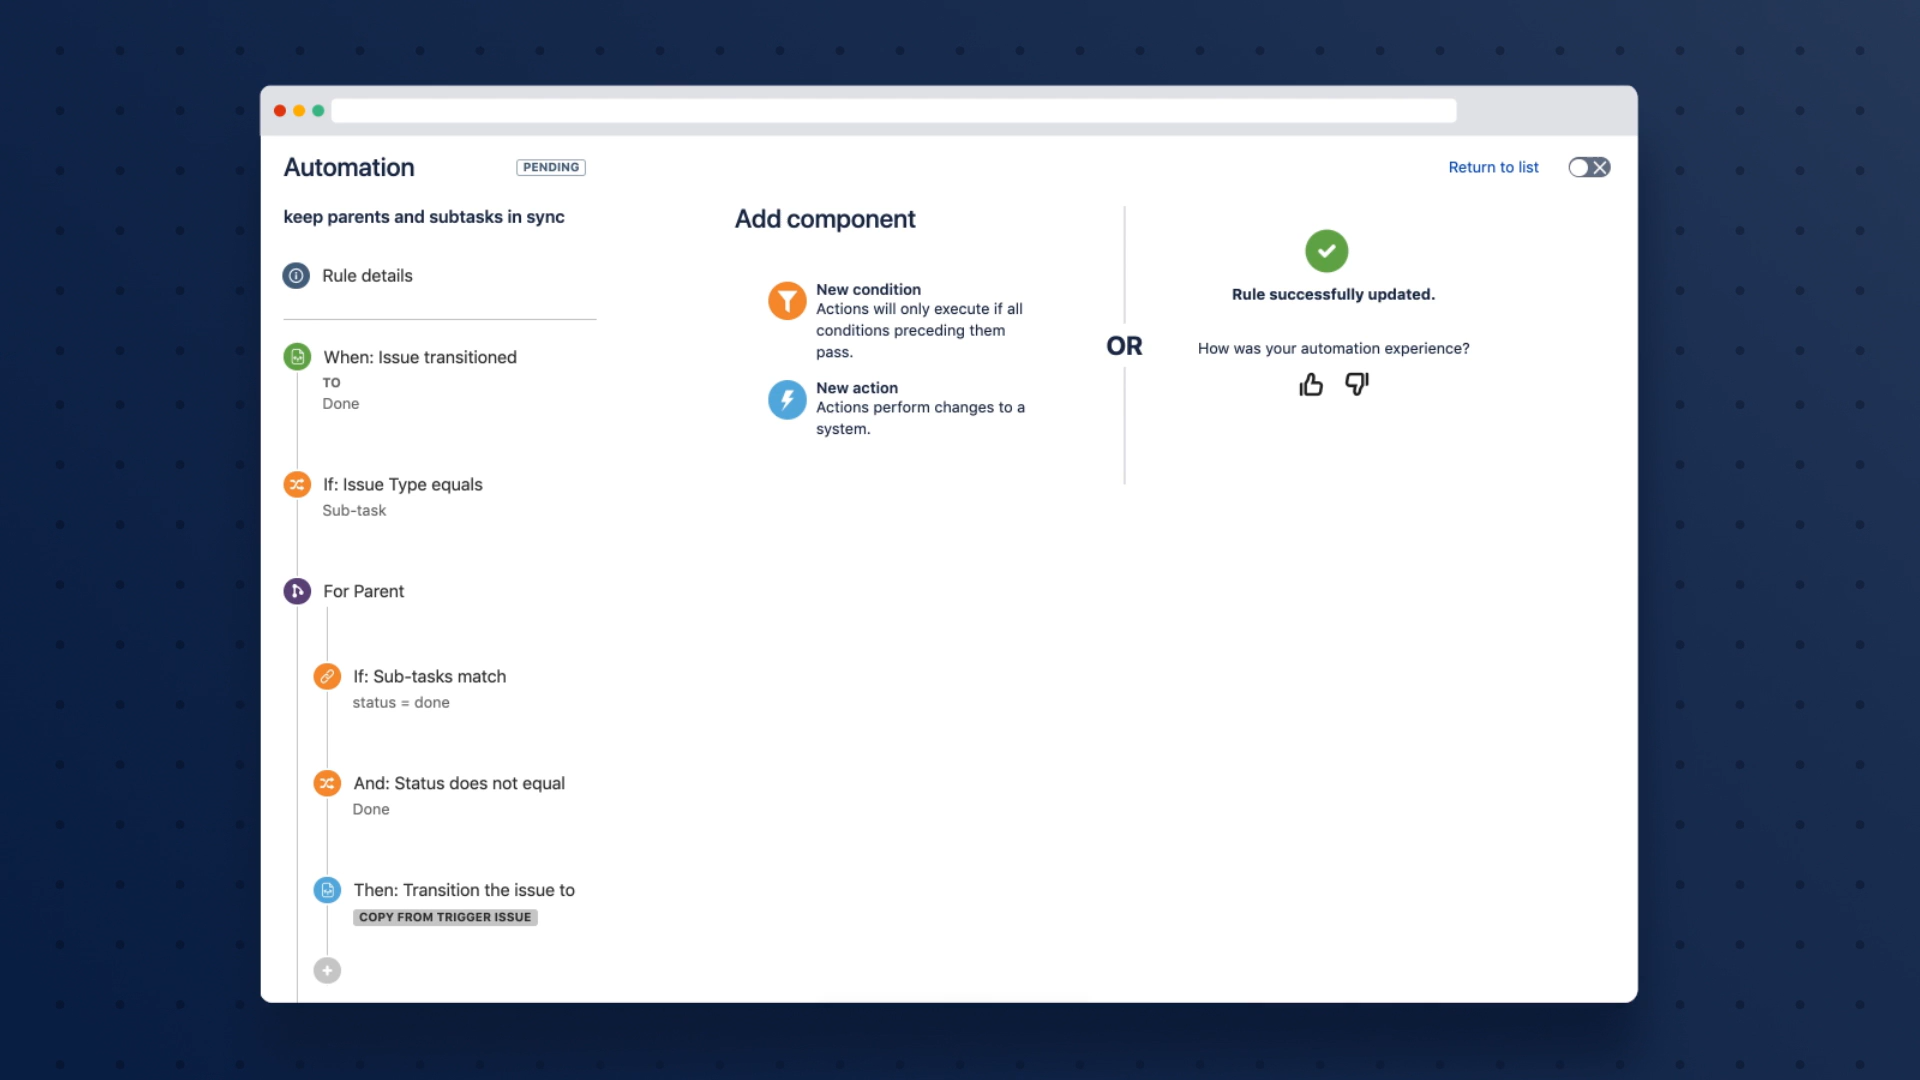 Automation
PENDING
Return to list
keep parents and subtasks in sync
Rule details
When: Issue transitioned
TO
Done
If: Issue Type equals
Sub-task
For Parent
If: Sub-tasks match
status = done
And: Status does not equal
Done
Then: Transition the issue to
COPY FROM TRIGGER ISSUE
Add component
New condition
Actions will only execute if all
conditions preceding them
pass.
New action
Actions perform changes to a
system.
OR
Rule successfully updated.
How was your automation experience?